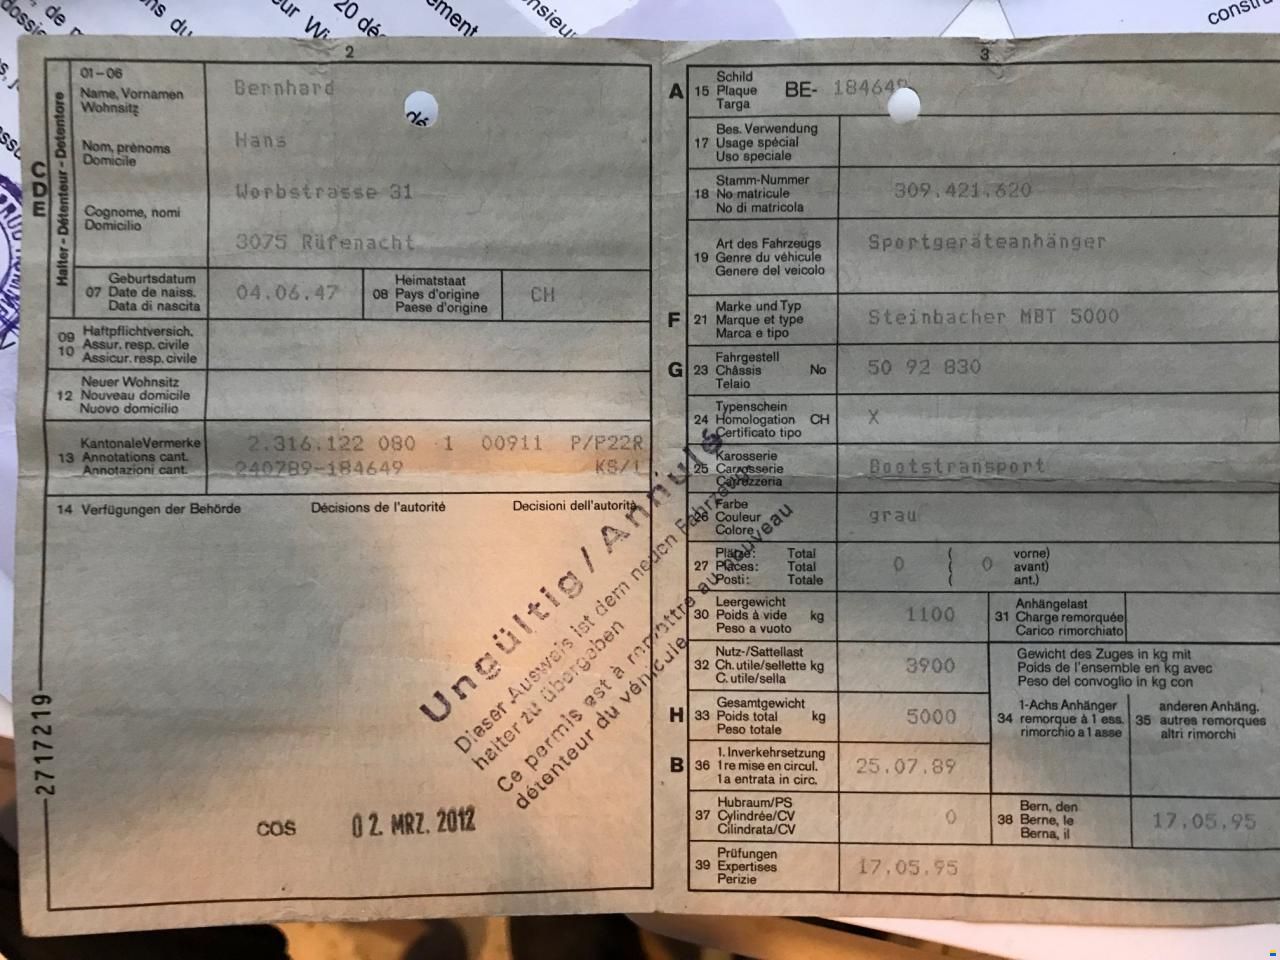 2
01-06
Name, Vornamen
Wohnsitz
Bernhard
Nom, prénoms
Domicile
Hans
Worbstrasse 31
Cognome, nomi
Domicilio
3075 Rüfenacht
Halter - Détenteur - Detentore
C
D
E
07 Geburtsdatum
Date de naiss.
Data di nascita
04.06.47
08 Heimatstaat
Pays d'origine
Paese d'origine
CH
09
10
Haftpflichtversich.
Assur. resp. civile
Assicur. resp. civile
12 Neuer Wohnsitz
Nouveau domicile
Nuovo domicilio
13 Kantonale Vermerke
Annotations cant.
Annotazioni cant.
2.316.122 080 1 00911 P/P22R
240789-184649
14 Verfügungen der Behörde Décisions de l'autorité Decisioni dell'autorità
Ungültig / Annulé
Dieser Ausweis ist dem neuen Fahrzeug-
halter zu übergeben
Ce permis est à remettre au nouveau
détenteur du véhicule
COS 02. MRZ. 2012
2717219
3
A 15 Schild
Plaque
Targa
BE- 184649
17 Bes. Verwendung
Usage spécial
Uso speciale
18 Stamm-Nummer
No matricule
No di matricola
309.421.620
19 Art des Fahrzeugs
Genre du véhicule
Genere del veicolo
Sportgeräteanhänger
F 21 Marke und Typ
Marque et type
Marca e tipo
Steinbacher MBT 5000
G 23 Fahrgestell
Châssis No
Telaio
50 92 830
24 Typenschein
Homologation CH
Certificato tipo
X
25 Karosserie
Carrosserie
Carrozzeria
Bootstransport
26 Farbe
Couleur
Colore
grau
27 Plätze: Total
Places: Total
Posti: Totale
0 ( 0 vorne)
( avant)
( ant.)
30 Leergewicht
Poids à vide kg
Peso a vuoto
1100
31 Anhängelast
Charge remorquée
Carico rimorchiato
32 Nutz-/Sattellast
Ch. utile/sellette kg
C. utile/sella
3900
Gewicht des Zuges in kg mit
Poids de l'ensemble en kg avec
Peso del convoglio in kg con
H 33 Gesamtgewicht
Poids total kg
Peso totale
5000
34 1-Achs Anhänger
remorque à 1 ess.
rimorchio a 1 asse
35 anderen Anhäng.
autres remorques
altri rimorchi
B 36 1. Inverkehrsetzung
1re mise en circul.
1a entrata in circ.
25.07.89
37 Hubraum/PS
Cylindrée/CV
Cilindrata/CV
0
38 Bern, den
Berne, le
Berna, il
17.05.95
39 Prüfungen
Expertises
Perizie
17.05.95